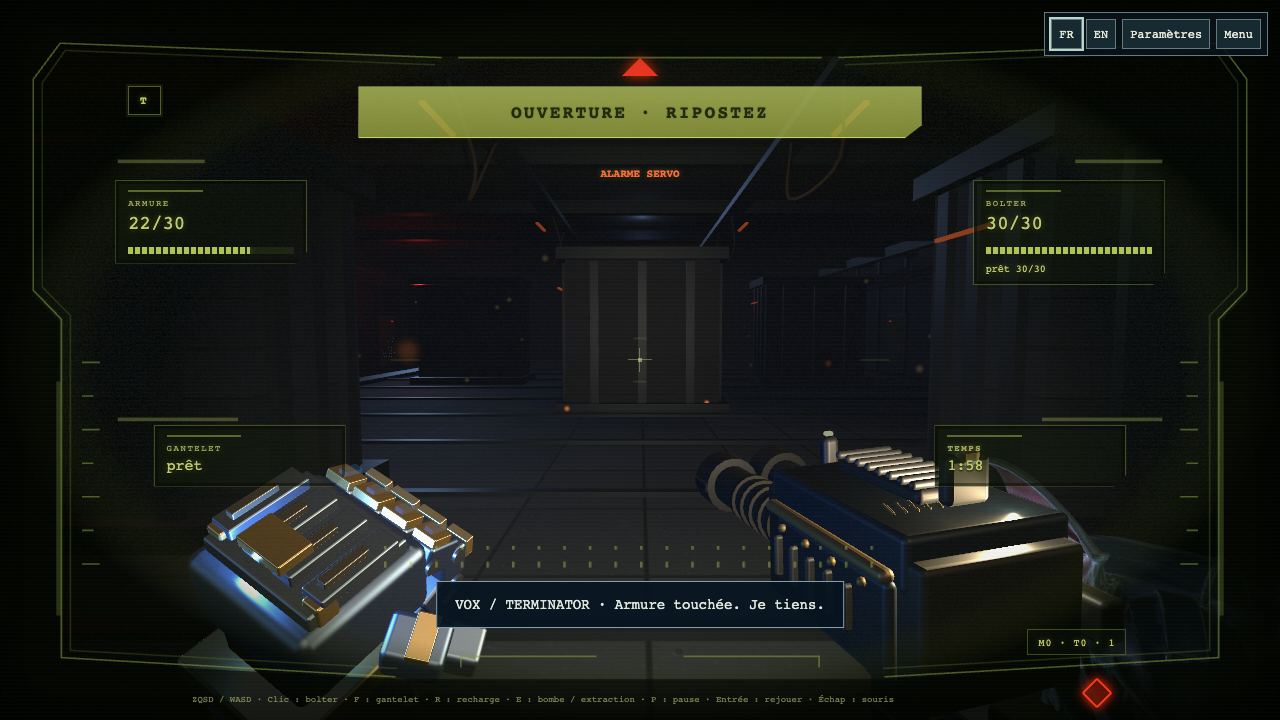 FR EN Paramètres Menu
T
OUVERTURE · RIPOSTEZ
ALARME SERVO
ARMURE
22/30
BOLTER
30/30
prêt 30/30
GANTELET
prêt
TEMPS
1:58
VOX / TERMINATOR · Armure touchée. Je tiens.
M0 · T0 · 1
ZQSD / WASD · Clic : bolter · F : gantelet · R : recharge · E : bombe / extraction · P : pause · Entrée : rejouer · Échap : souris